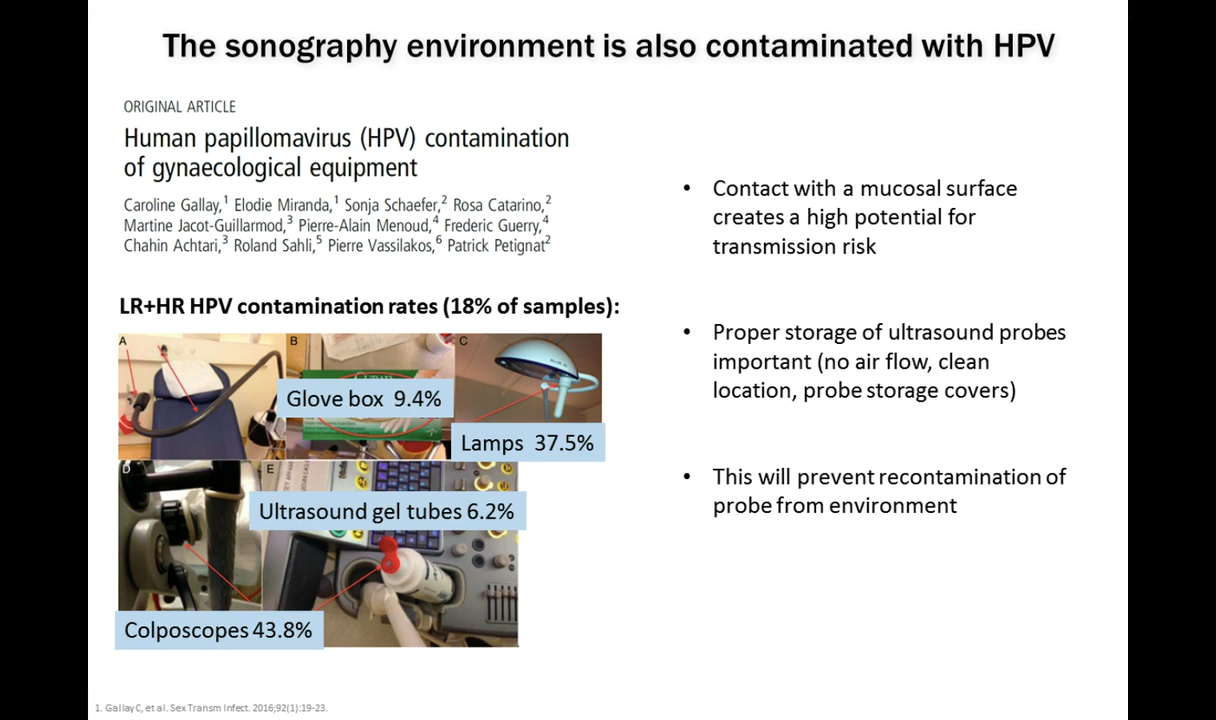 The sonography environment is also contaminated with HPV
ORIGINAL ARTICLE
Human papillomavirus (HPV) contamination
of gynaecological equipment
Caroline Gallay,1 Elodie Miranda,1 Sonja Schaefer,2 Rosa Catarino,2
Martine Jacot-Guillarmod,3 Pierre-Alain Menoud,4 Frederic Guerry,4
Chahin Achtari,3 Roland Sahli,5 Pierre Vassilakos,6 Patrick Petignat2
LR+HR HPV contamination rates (18% of samples):
A
B
C
Glove box 9.4%
Lamps 37.5%
D
E
Ultrasound gel tubes 6.2%
Colposcopes 43.8%
• Contact with a mucosal surface
creates a high potential for
transmission risk
• Proper storage of ultrasound probes
important (no air flow, clean
location, probe storage covers)
• This will prevent recontamination of
probe from environment
1. Gallay C, et al. Sex Transm Infect. 2016;92(1):19-23.